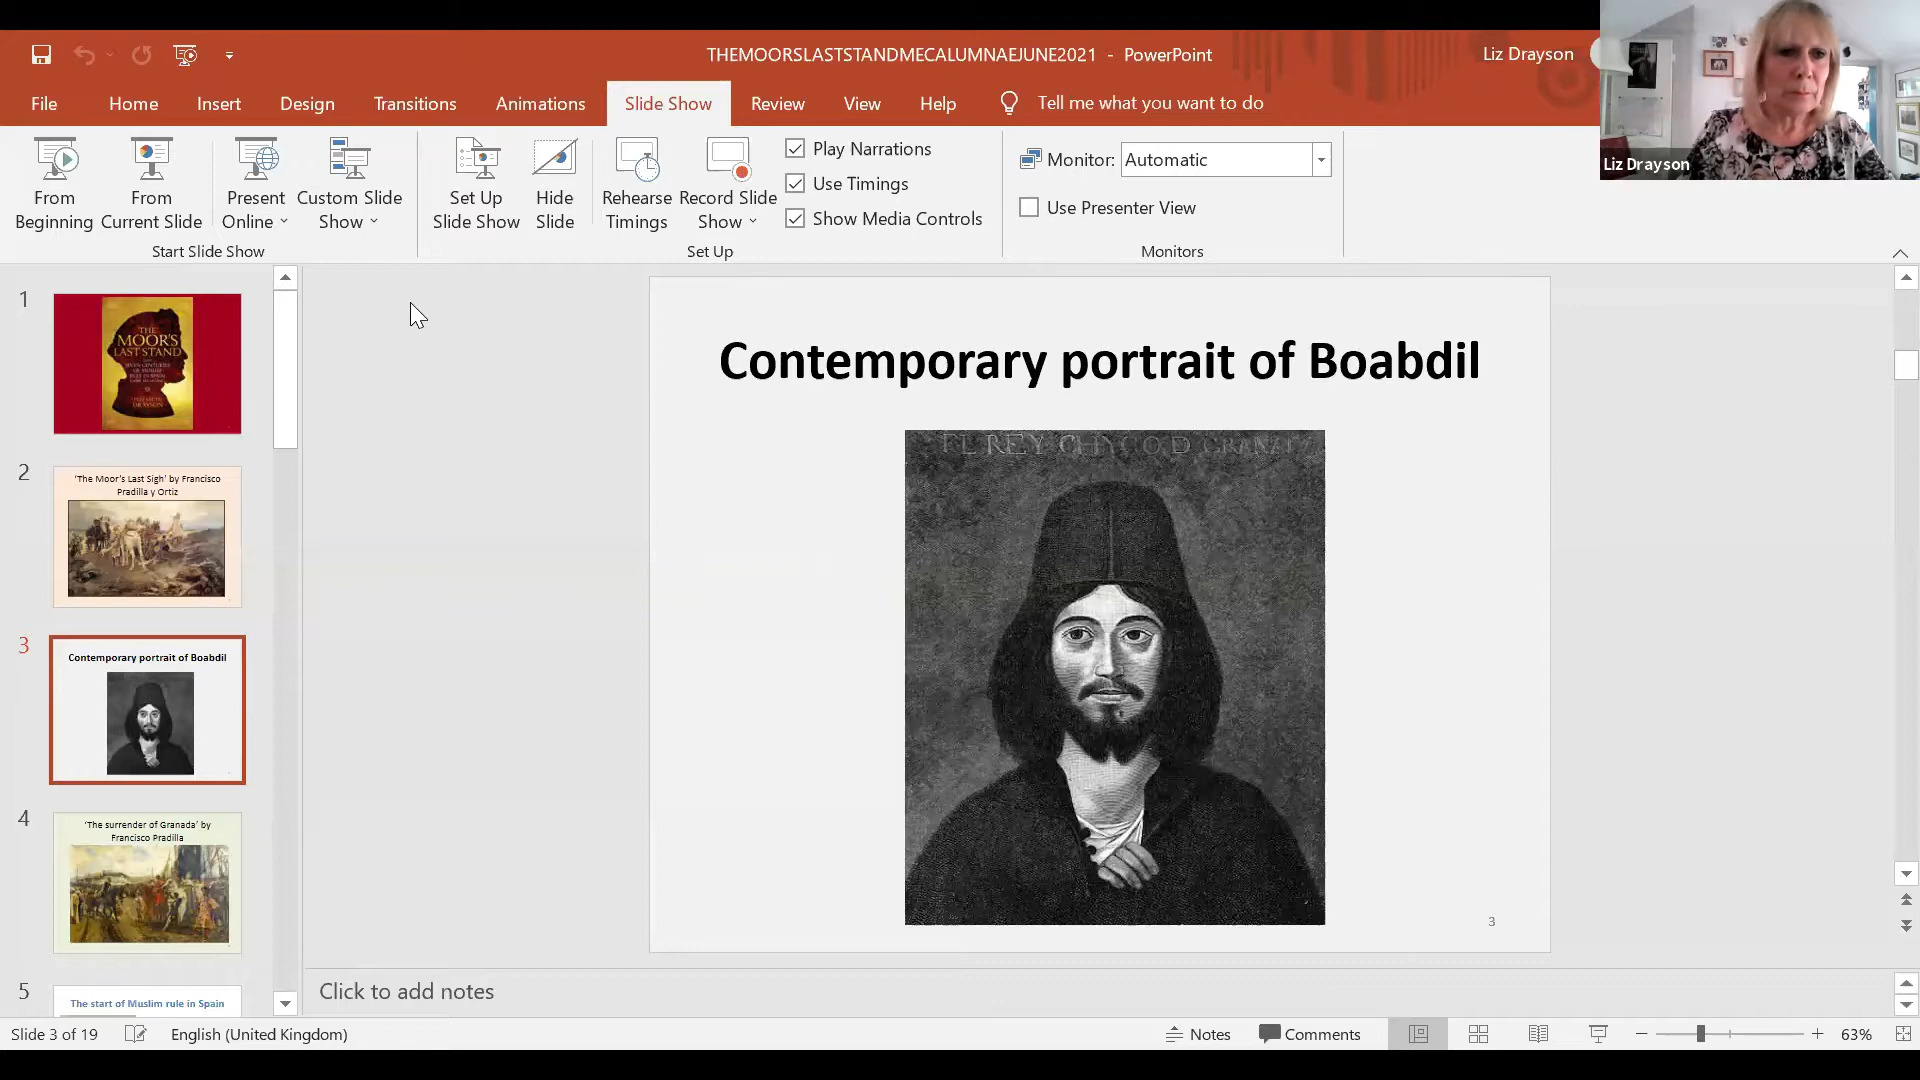 THEMOORSLASTSTANDMECALUMNAEJUNE2021 - PowerPoint
Liz Drayson
File Home Insert Design Transitions Animations Slide Show Review View Help Tell me what you want to do
Liz Drayson
From Beginning
From Current Slide
Present Online
Custom Slide Show
Start Slide Show
Set Up Slide Show
Hide Slide
Rehearse Timings
Record Slide Show
Play Narrations
Use Timings
Show Media Controls
Set Up
Monitor: Automatic
Use Presenter View
Monitors
1
THE
MOOR'S
LAST STAND
2
'The Moor's Last Sigh' by Francisco
Pradilla y Ortiz
3
Contemporary portrait of Boabdil
4
'The surrender of Granada' by
Francisco Pradilla
5
The start of Muslim rule in Spain
Contemporary portrait of Boabdil
EL REY CHYCO D GRANA
3
Click to add notes
Slide 3 of 19 English (United Kingdom) Notes Comments 63%